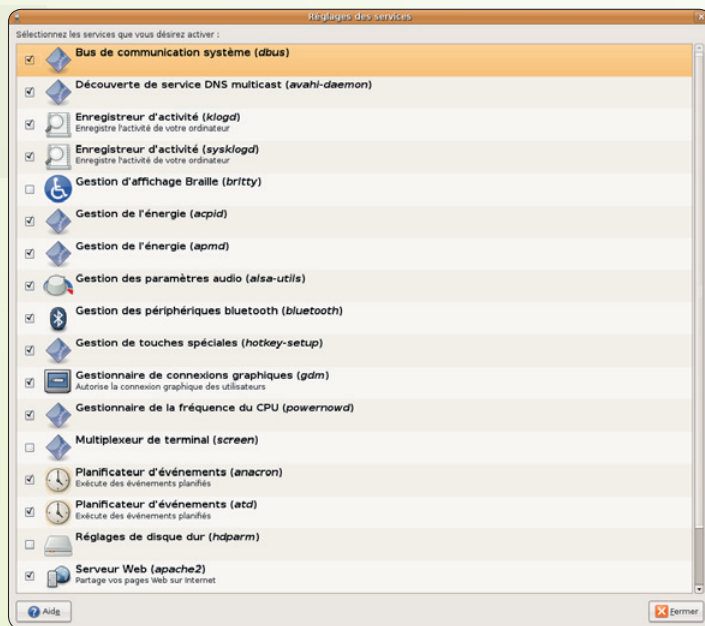 Réglages des services
Sélectionnez les services que vous désirez activer :
Bus de communication système (dbus)
Découverte de service DNS multicast (avahi-daemon)
Enregistreur d'activité (klogd)
Enregistre l'activité de votre ordinateur
Enregistreur d'activité (sysklogd)
Enregistre l'activité de votre ordinateur
Gestion d'affichage Braille (brltty)
Gestion de l'énergie (acpid)
Gestion de l'énergie (apmd)
Gestion des paramètres audio (alsa-utils)
Gestion des périphériques bluetooth (bluetooth)
Gestion de touches spéciales (hotkey-setup)
Gestionnaire de connexions graphiques (gdm)
Autorise la connexion graphique des utilisateurs
Gestionnaire de la fréquence du CPU (powernowd)
Multiplexeur de terminal (screen)
Planificateur d'événements (anacron)
Exécute des événements planifiés
Planificateur d'événements (atd)
Exécute des événements planifiés
Réglages de disque dur (hdparm)
Serveur Web (apache2)
Partage vos pages Web sur Internet
Aide
Fermer